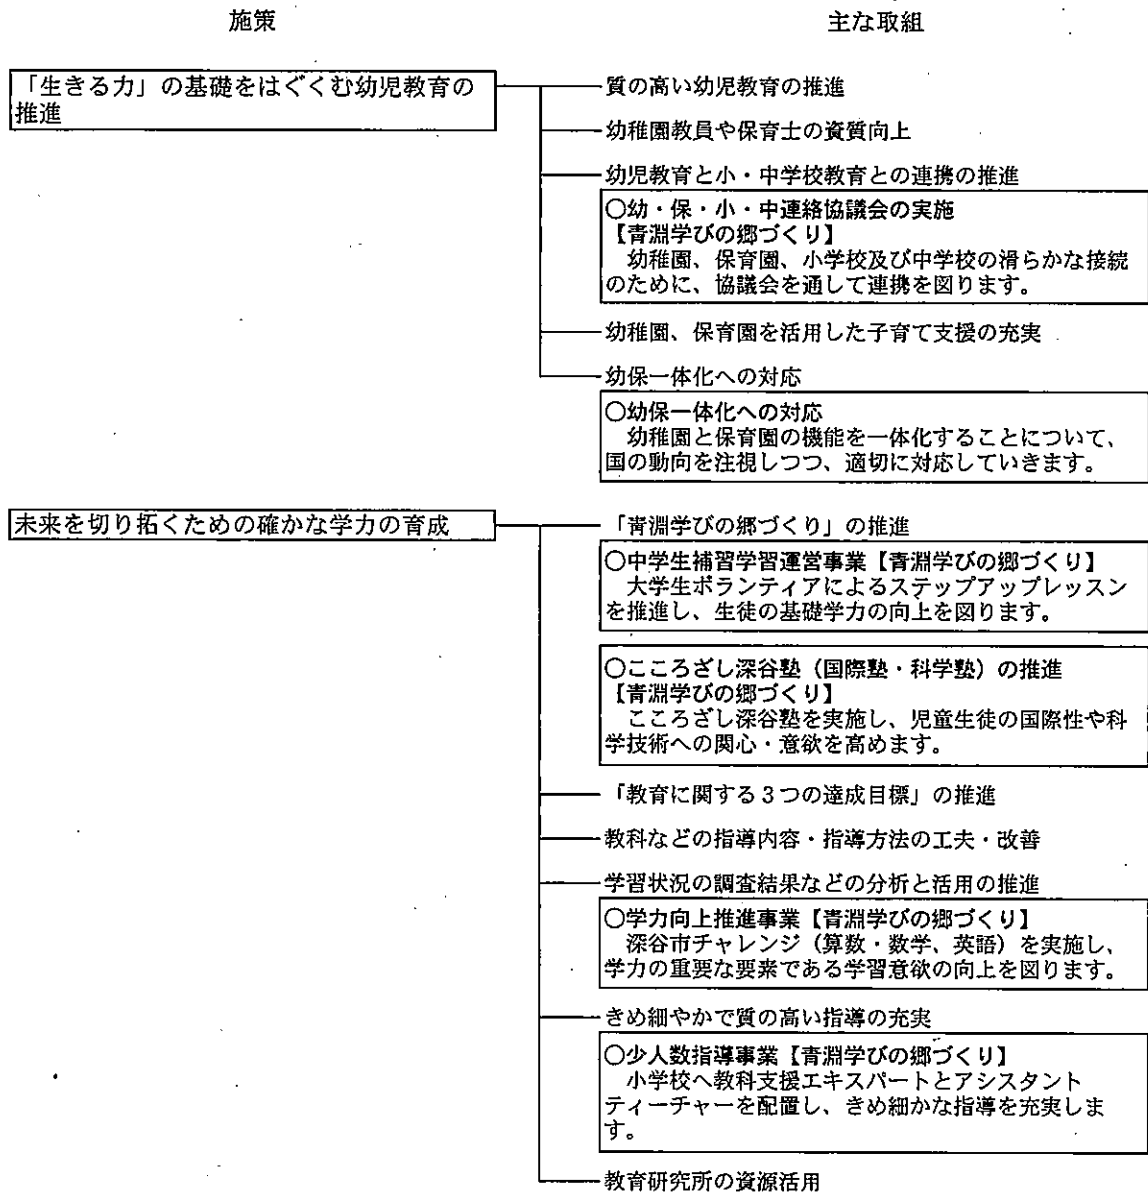 施策
主な取組
「生きる力」の基礎をはぐくむ幼児教育の
推進
質の高い幼児教育の推進
幼稚園教員や保育士の資質向上
幼児教育と小・中学校教育との連携の推進
○幼・保・小・中連絡協議会の実施
【青淵学びの郷づくり】
幼稚園、保育園、小学校及び中学校の滑らかな接続
のために、協議会を通して連携を図ります。
幼稚園、保育園を活用した子育て支援の充実
幼保一体化への対応
○幼保一体化への対応
幼稚園と保育園の機能を一体化することについて、
国の動向を注視しつつ、適切に対応していきます。
未来を切り拓くための確かな学力の育成
「青淵学びの郷づくり」の推進
○中学生補習学習運営事業【青淵学びの郷づくり】
大学生ボランティアによるステップアップレッスン
を推進し、生徒の基礎学力の向上を図ります。
○こころざし深谷塾（国際塾・科学塾）の推進
【青淵学びの郷づくり】
こころざし深谷塾を実施し、児童生徒の国際性や科
学技術への関心・意欲を高めます。
「教育に関する３つの達成目標」の推進
教科などの指導内容・指導方法の工夫・改善
学習状況の調査結果などの分析と活用の推進
○学力向上推進事業【青淵学びの郷づくり】
深谷市チャレンジ（算数・数学、英語）を実施し、
学力の重要な要素である学習意欲の向上を図ります。
きめ細やかで質の高い指導の充実
○少人数指導事業【青淵学びの郷づくり】
小学校へ教科支援エキスパートとアシスタント
ティーチャーを配置し、きめ細かな指導を充実しま
す。
教育研究所の資源活用